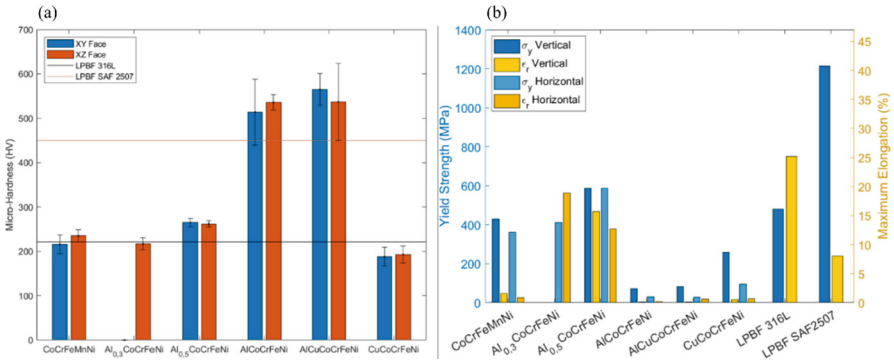 (a)
700
600
500
400
300
200
100
0
Micro-Hardness (HV)
XY Face
XZ Face
LPBF 316L
LPBF SAF 2507
CoCrFeMnNi
Al0,3CoCrFeNi
Al0,5CoCrFeNi
AlCoCrFeNi
AlCuCoCrFeNi
CuCoCrFeNi
(b)
1400
1200
1000
800
600
400
200
0
Yield Strength (MPa)
σy Vertical
εr Vertical
σy Horizontal
εr Horizontal
45
40
35
30
25
20
15
10
5
0
Maximum Elongation (%)
CoCrFeMnNi
Al0,3CoCrFeNi
Al0,5CoCrFeNi
AlCoCrFeNi
AlCuCoCrFeNi
CuCoCrFeNi
LPBF 316L
LPBF SAF2507